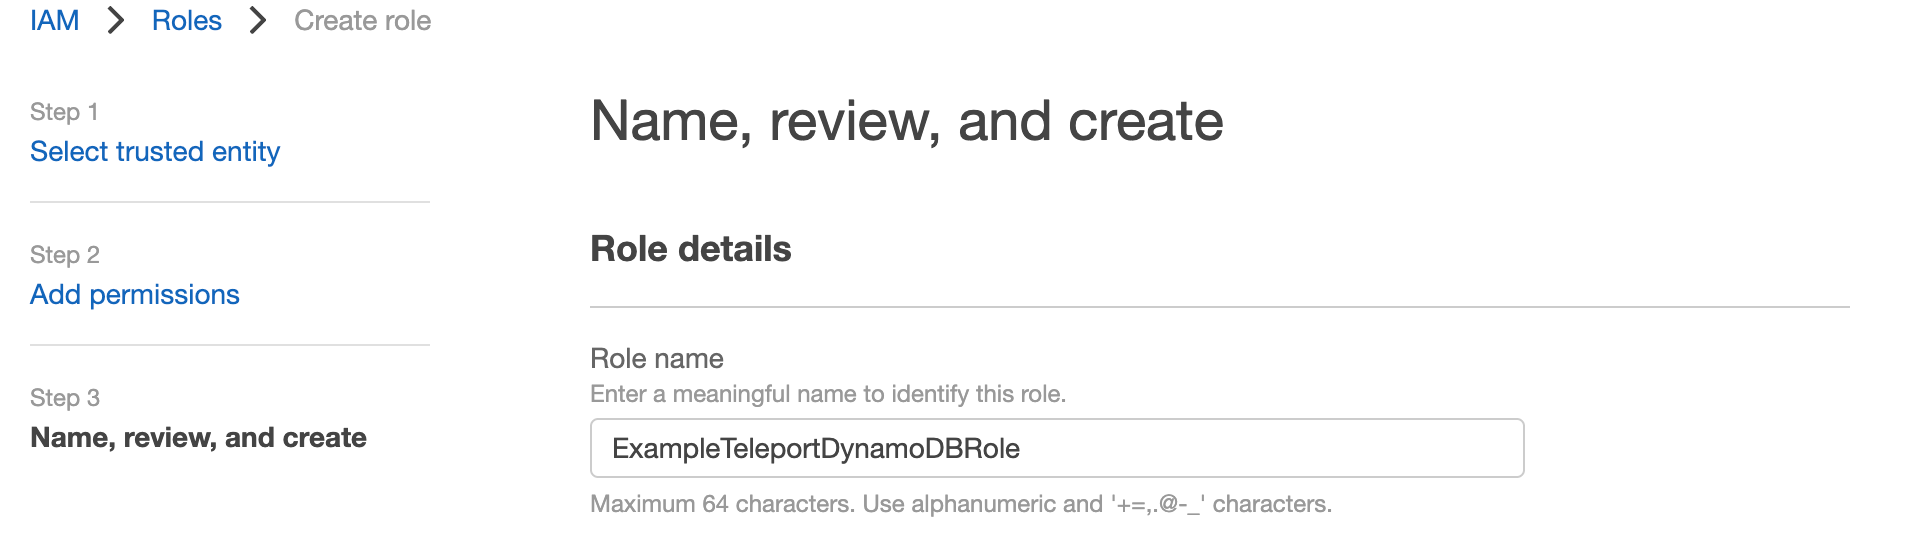 IAM > Roles > Create role
Step 1
Select trusted entity
Step 2
Add permissions
Step 3
Name, review, and create
Name, review, and create
Role details
Role name
Enter a meaningful name to identify this role.
ExampleTeleportDynamoDBRole
Maximum 64 characters. Use alphanumeric and '+=,.@-_' characters.